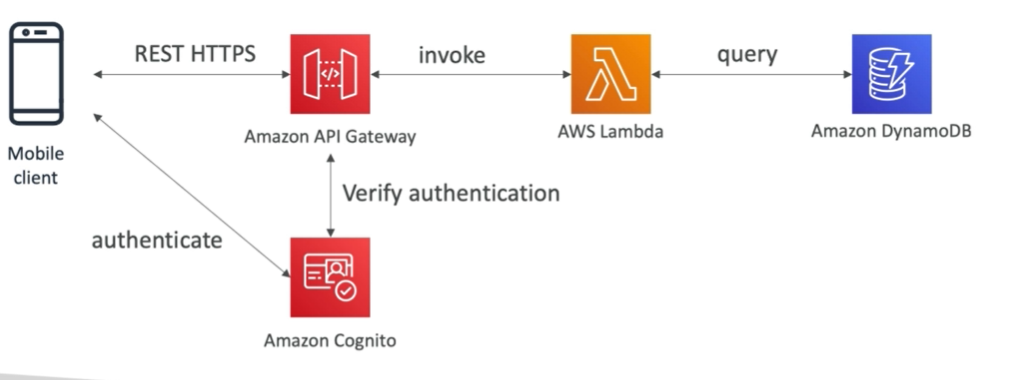 REST HTTPS
invoke
query
Amazon API Gateway
AWS Lambda
Amazon DynamoDB
Mobile
client
Verify authentication
authenticate
Amazon Cognito